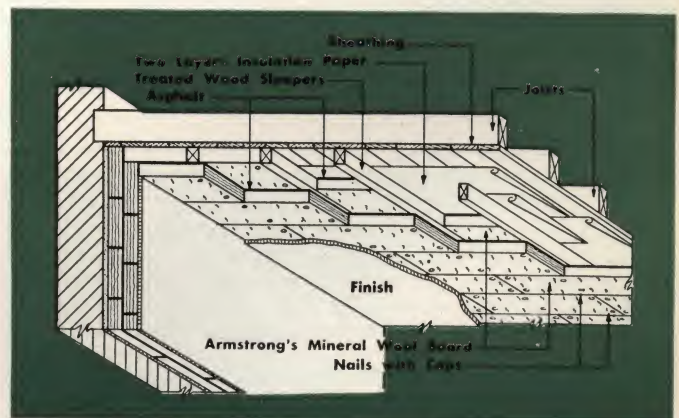 Sheathing
Two Layers Insulation Paper
Treated Wood Sleepers
Asphalt
Joists
Finish
Armstrong's Mineral Wool Board
Nails with Caps